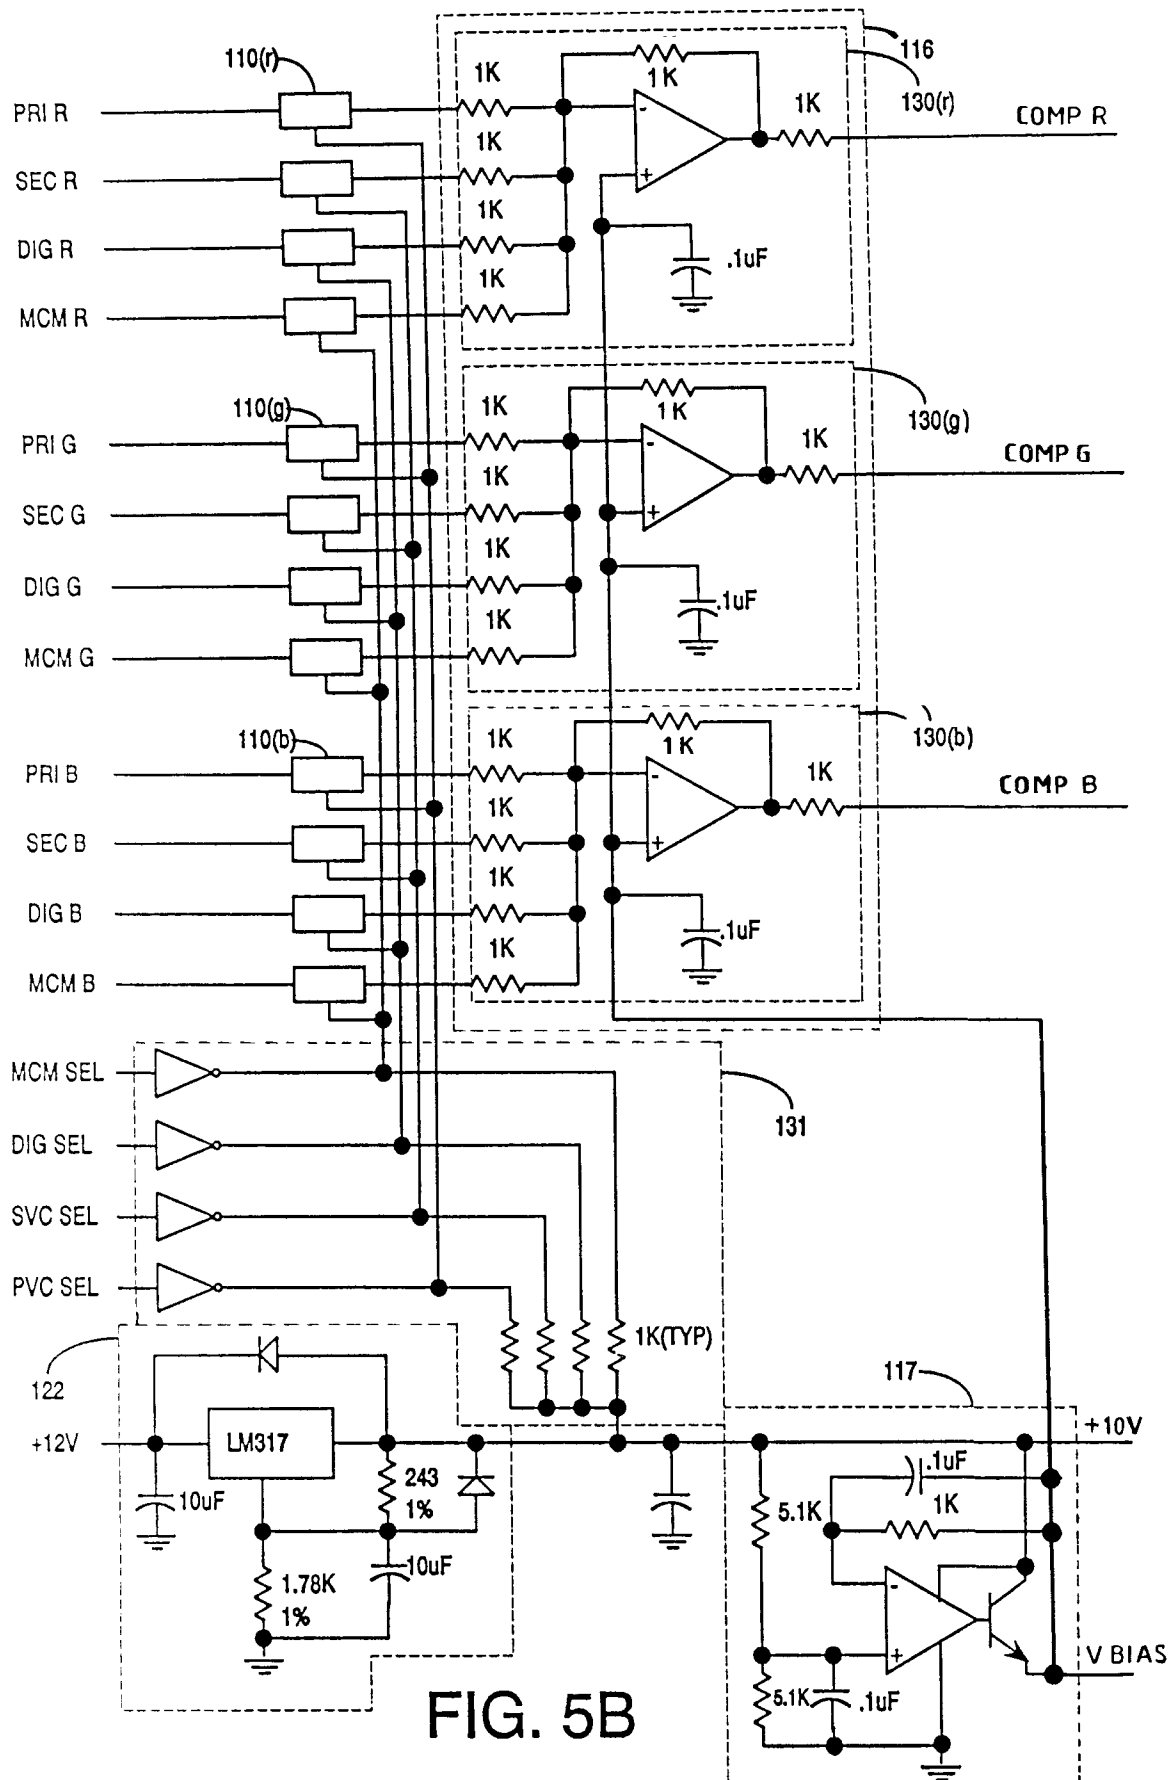 116
110(r)
1K
1K
130(r)
PRI R
1K
COMP R
1K
SEC R
1K
+
-
DIG R
1K
.1uF
MCM R
110(g)
1K
1K
130(g)
PRI G
1K
COMP G
1K
-
SEC G
1K
+
DIG G
1K
.1uF
MCM G
110(b)
1K
1K
130(b)
PRI B
1K
COMP B
1K
-
SEC B
1K
+
DIG B
1K
.1uF
MCM B
MCM SEL
131
DIG SEL
SVC SEL
PVC SEL
1K(TYP)
122
117
+12V
LM317
+10V
243
1%
10uF
.1uF
1K
5.1K
10uF
1.78K
1%
-
+
V BIAS
5.1K
.1uF
FIG. 5B